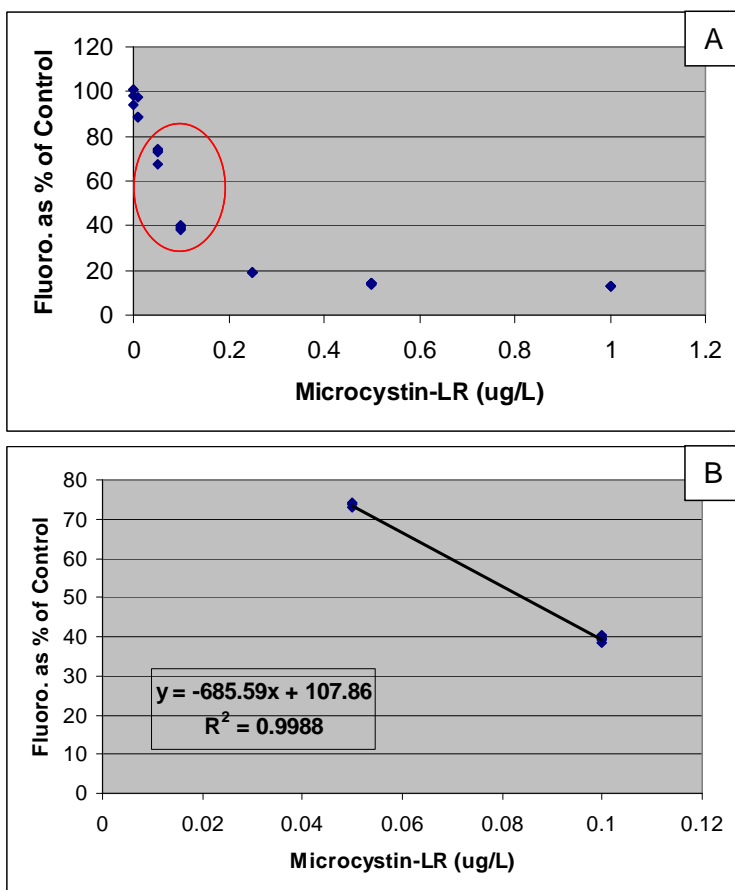 A
120
100
80
60
40
20
0
0 0.2 0.4 0.6 0.8 1 1.2
Fluoro. as % of Control
Microcystin-LR (ug/L)
B
80
70
60
50
40
30
20
10
0
0 0.02 0.04 0.06 0.08 0.1 0.12
Fluoro. as % of Control
y = -685.59x + 107.86
R² = 0.9988
Microcystin-LR (ug/L)